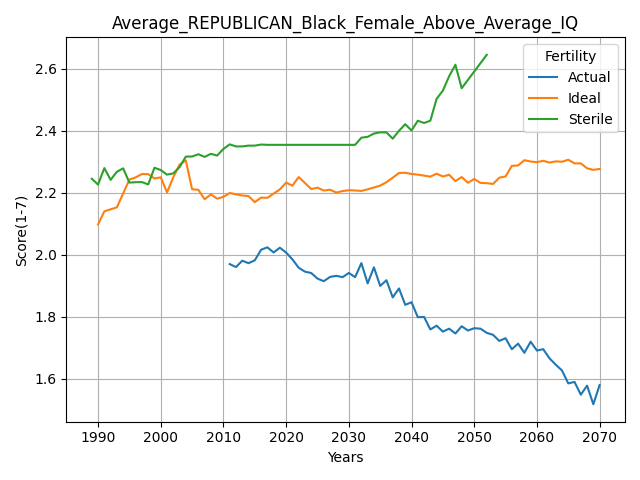 Average_REPUBLICAN_Black_Female_Above_Average_IQ
Fertility
Actual
Ideal
Sterile
Score(1-7)
2.6
2.4
2.2
2.0
1.8
1.6
1990 2000 2010 2020 2030 2040 2050 2060 2070
Years